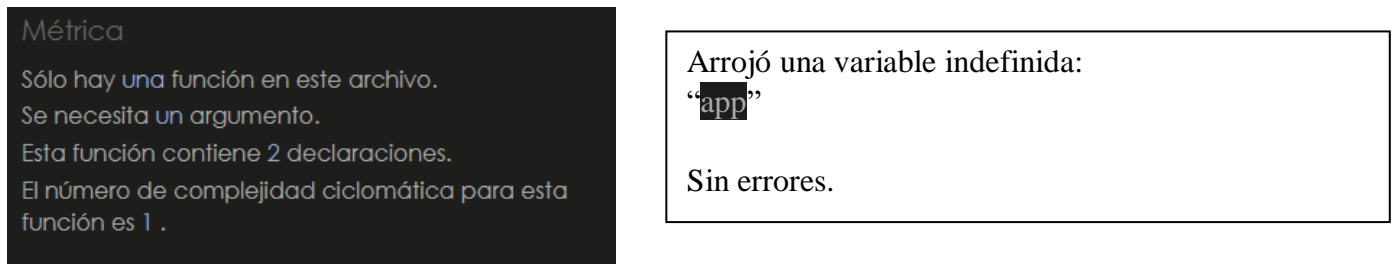 Métrica
Sólo hay una función en este archivo.
Se necesita un argumento.
Esta función contiene 2 declaraciones.
El número de complejidad ciclomática para esta
función es 1 .
Arrojó una variable indefinida:
“app”
Sin errores.